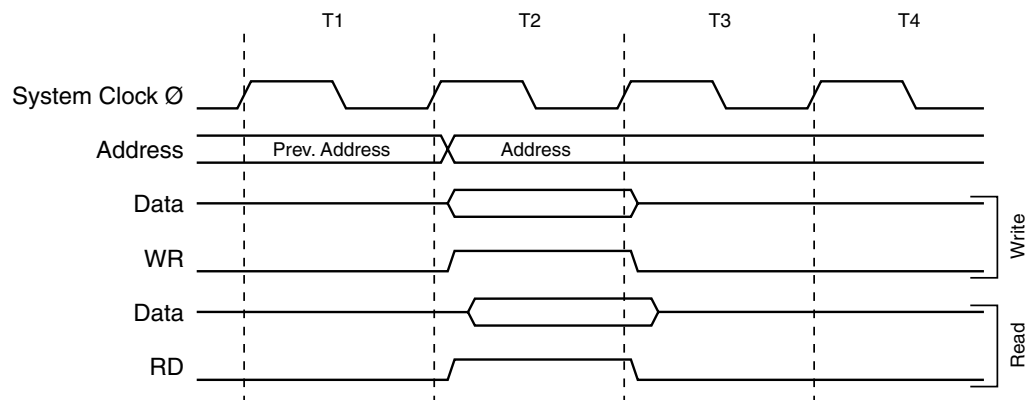 T1 T2 T3 T4
System Clock Ø
Address Prev. Address Address
Data
WR
Write
Data
RD
Read